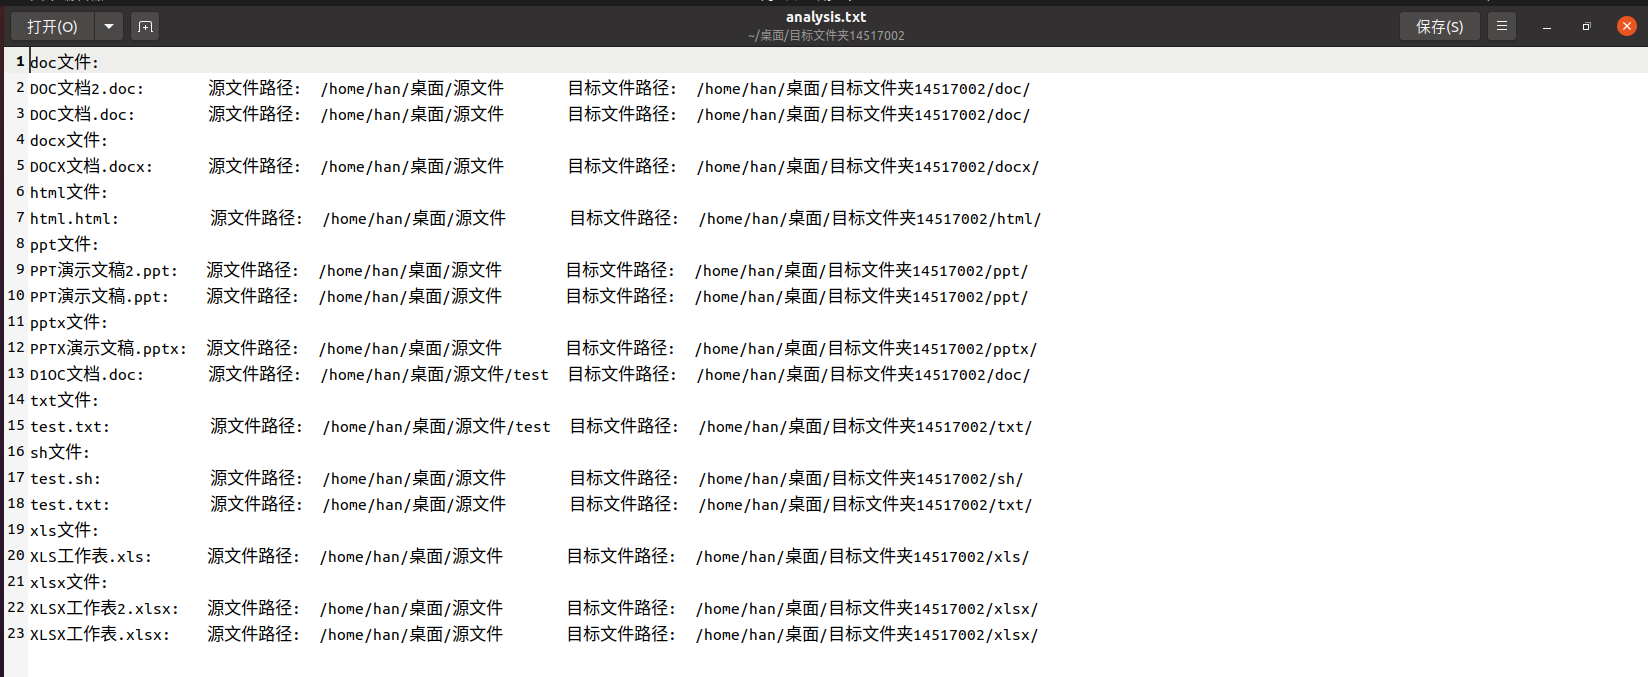 打开(O)
analysis.txt
~/桌面/目标文件夹14517002
保存(S)
1 doc文件:
2 DOC文档2.doc: 源文件路径: /home/han/桌面/源文件 目标文件路径: /home/han/桌面/目标文件夹14517002/doc/
3 DOC文档.doc: 源文件路径: /home/han/桌面/源文件 目标文件路径: /home/han/桌面/目标文件夹14517002/doc/
4 docx文件:
5 DOCX文档.docx: 源文件路径: /home/han/桌面/源文件 目标文件路径: /home/han/桌面/目标文件夹14517002/docx/
6 html文件:
7 html.html: 源文件路径: /home/han/桌面/源文件 目标文件路径: /home/han/桌面/目标文件夹14517002/html/
8 ppt文件:
9 PPT演示文稿2.ppt: 源文件路径: /home/han/桌面/源文件 目标文件路径: /home/han/桌面/目标文件夹14517002/ppt/
10 PPT演示文稿.ppt: 源文件路径: /home/han/桌面/源文件 目标文件路径: /home/han/桌面/目标文件夹14517002/ppt/
11 pptx文件:
12 PPTX演示文稿.pptx: 源文件路径: /home/han/桌面/源文件 目标文件路径: /home/han/桌面/目标文件夹14517002/pptx/
13 D1OC文档.doc: 源文件路径: /home/han/桌面/源文件/test 目标文件路径: /home/han/桌面/目标文件夹14517002/doc/
14 txt文件:
15 test.txt: 源文件路径: /home/han/桌面/源文件/test 目标文件路径: /home/han/桌面/目标文件夹14517002/txt/
16 sh文件:
17 test.sh: 源文件路径: /home/han/桌面/源文件 目标文件路径: /home/han/桌面/目标文件夹14517002/sh/
18 test.txt: 源文件路径: /home/han/桌面/源文件 目标文件路径: /home/han/桌面/目标文件夹14517002/txt/
19 xls文件:
20 XLS工作表.xls: 源文件路径: /home/han/桌面/源文件 目标文件路径: /home/han/桌面/目标文件夹14517002/xls/
21 xlsx文件:
22 XLSX工作表2.xlsx: 源文件路径: /home/han/桌面/源文件 目标文件路径: /home/han/桌面/目标文件夹14517002/xlsx/
23 XLSX工作表.xlsx: 源文件路径: /home/han/桌面/源文件 目标文件路径: /home/han/桌面/目标文件夹14517002/xlsx/